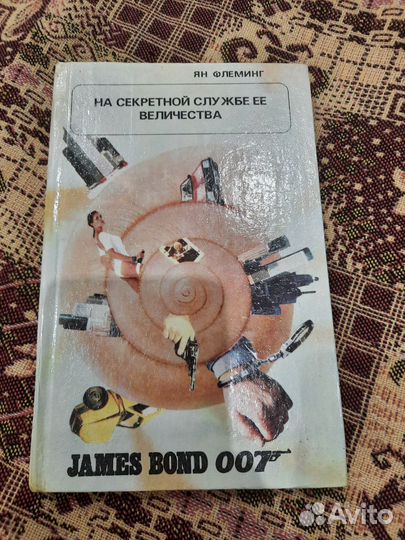 ЯН ФЛЕМИНГ
НА СЕКРЕТНОЙ СЛУЖБЕ ЕЕ
ВЕЛИЧЕСТВА
JAMES BOND 007
Avito